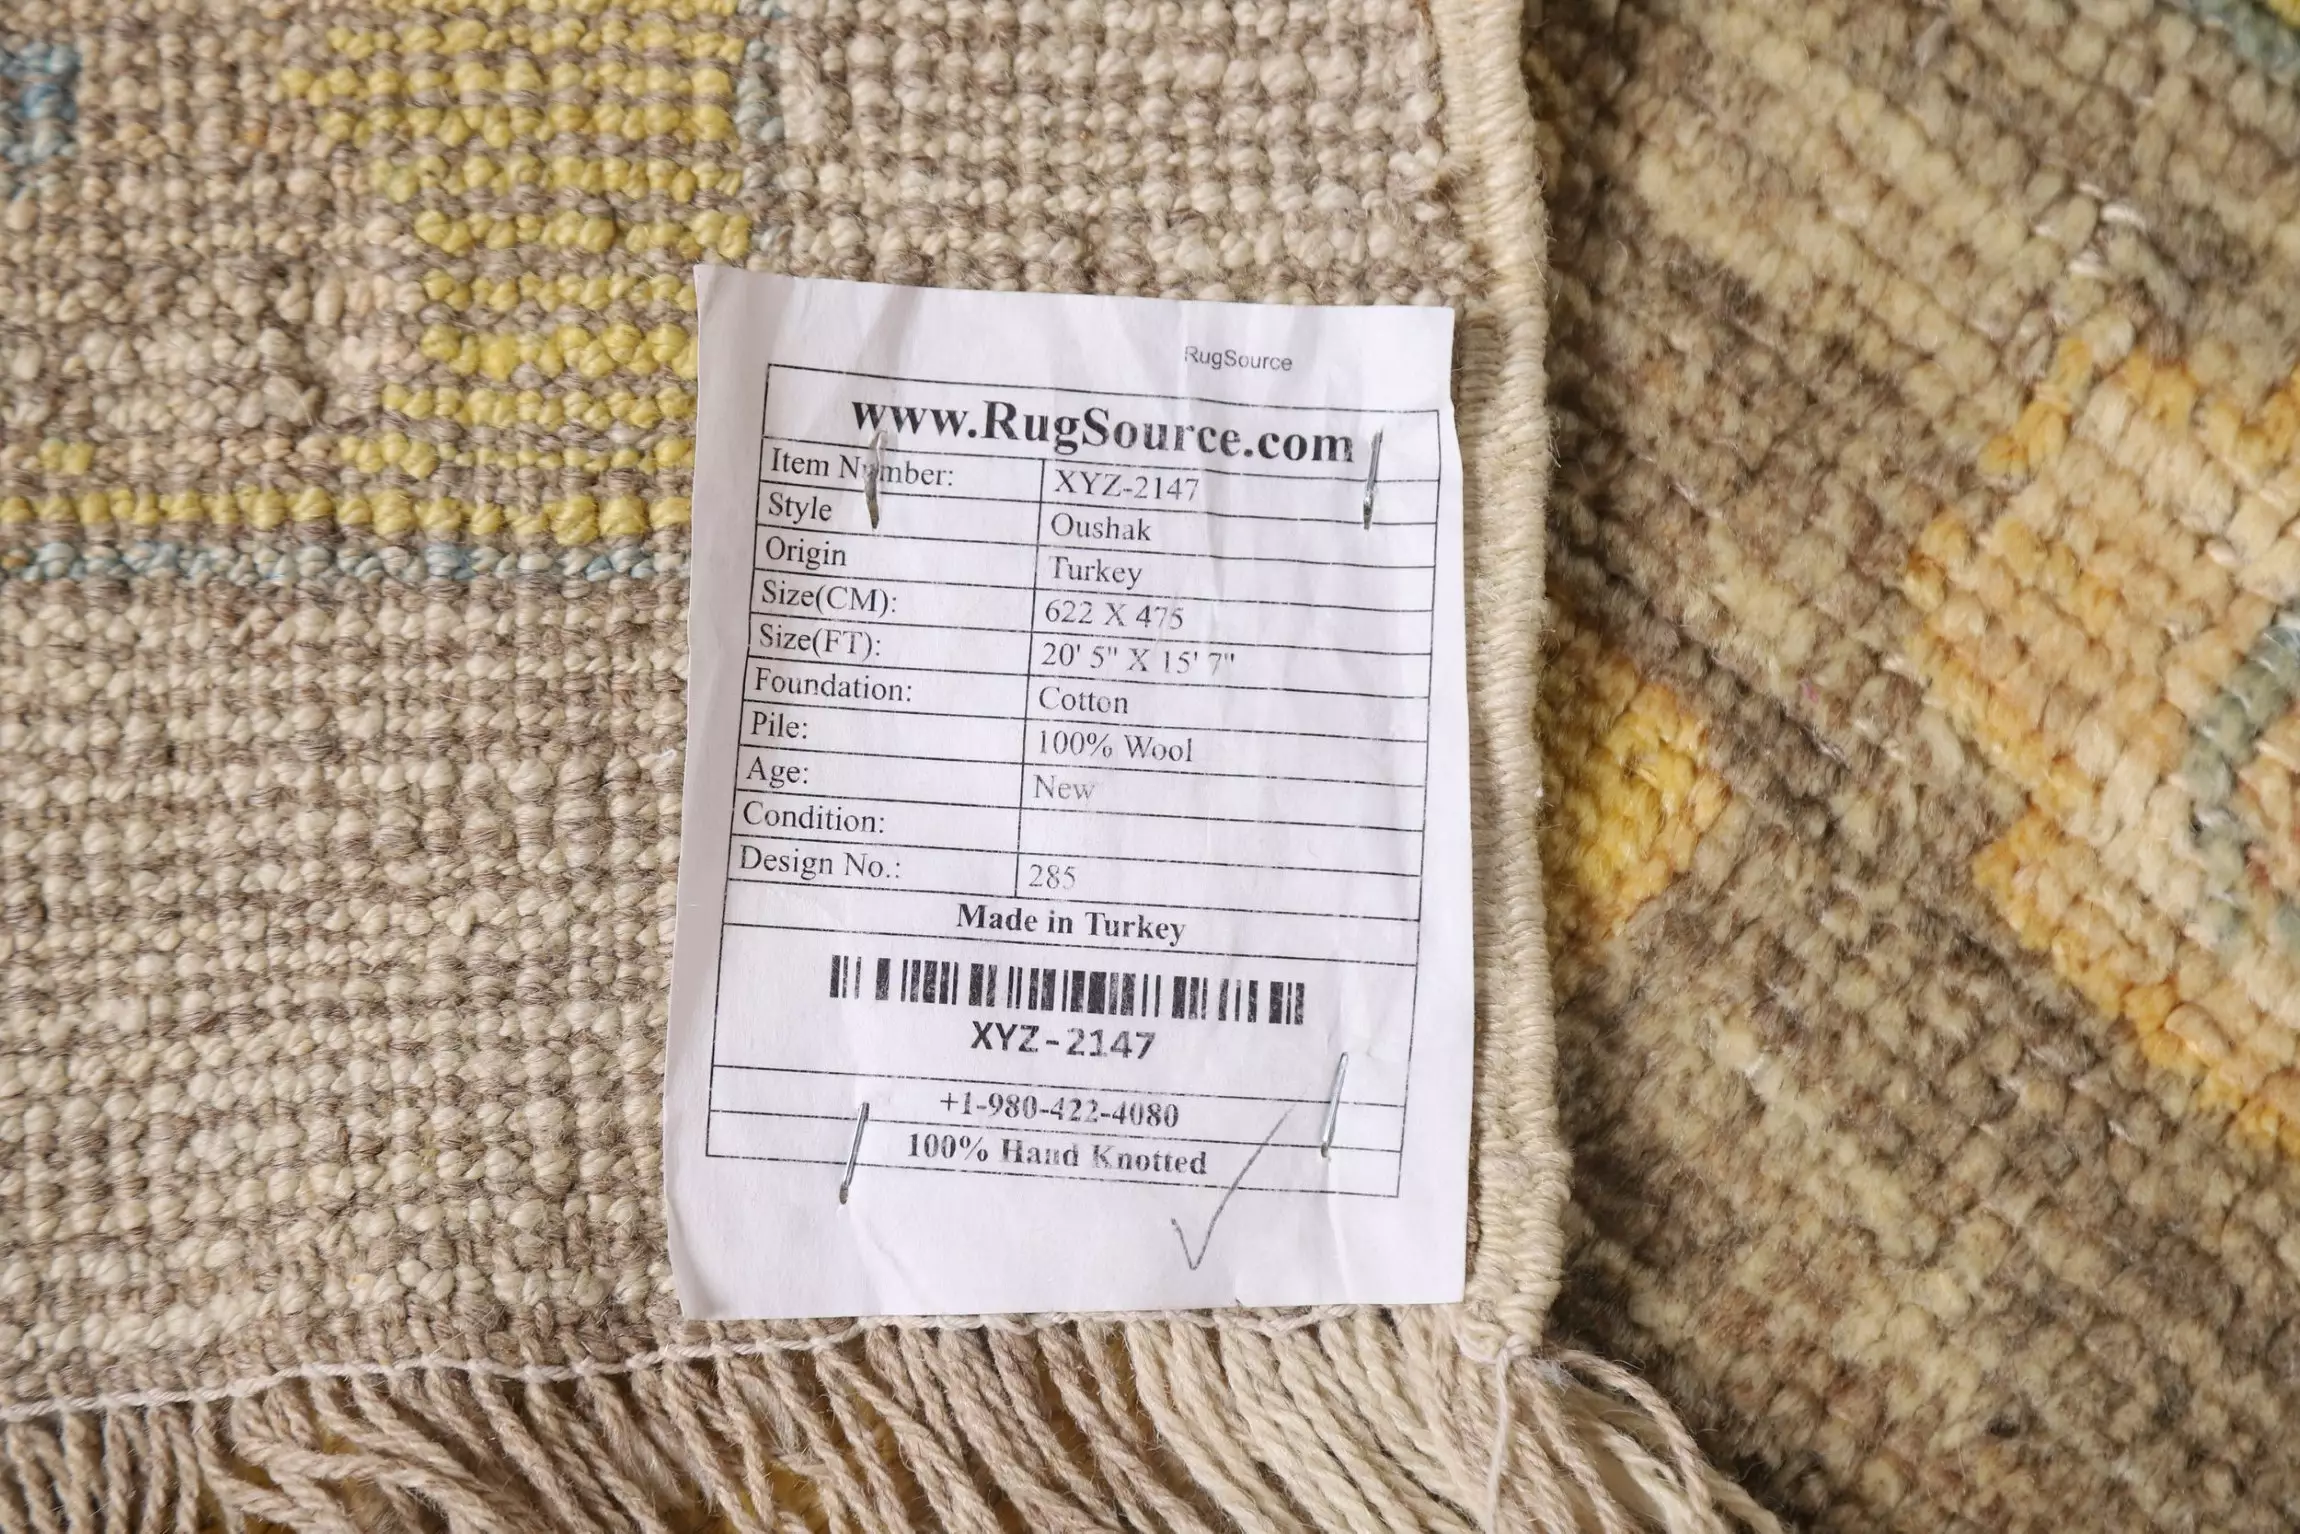 RugSource
www.RugSource.com
Item Number: XYZ-2147
Style Oushak
Origin Turkey
Size(CM): 622 X 475
Size(FT): 20' 5" X 15' 7"
Foundation: Cotton
Pile: 100% Wool
Age: New
Condition:
Design No.: 285
Made in Turkey
XYZ-2147
+1-980-422-4080
100% Hand Knotted